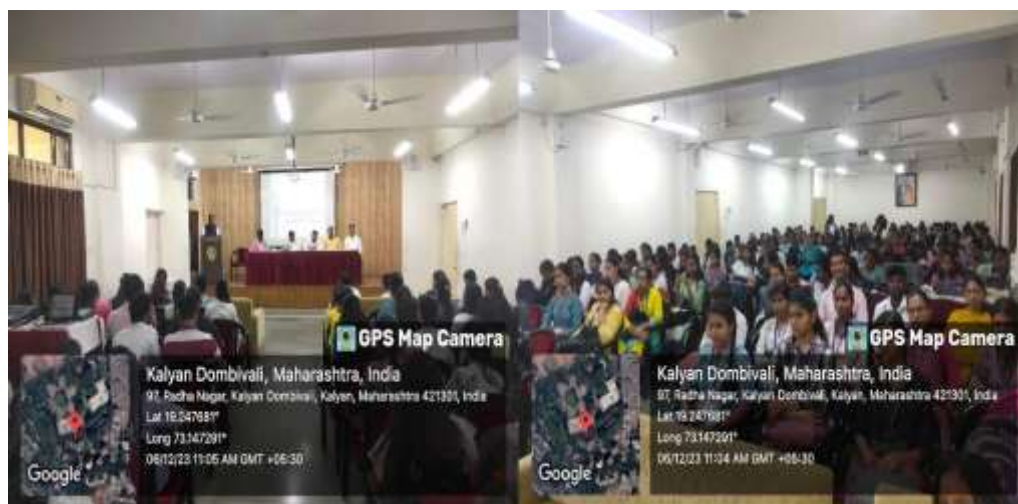 GPS Map Camera
Kalyan Dombivali, Maharashtra, India
97, Radha Nagar, Kalyan Dombivali, Kalyan, Maharashtra 421301, India
Lat 19.247681°
Long 73.147291°
06/12/23 11:05 AM GMT +05:30
Google
GPS Map Camera
Kalyan Dombivali, Maharashtra, India
97, Radha Nagar, Kalyan Dombivali, Kalyan, Maharashtra 421301, India
Lat 19.247681°
Long 73.147291°
06/12/23 11:04 AM GMT +05:30
Google